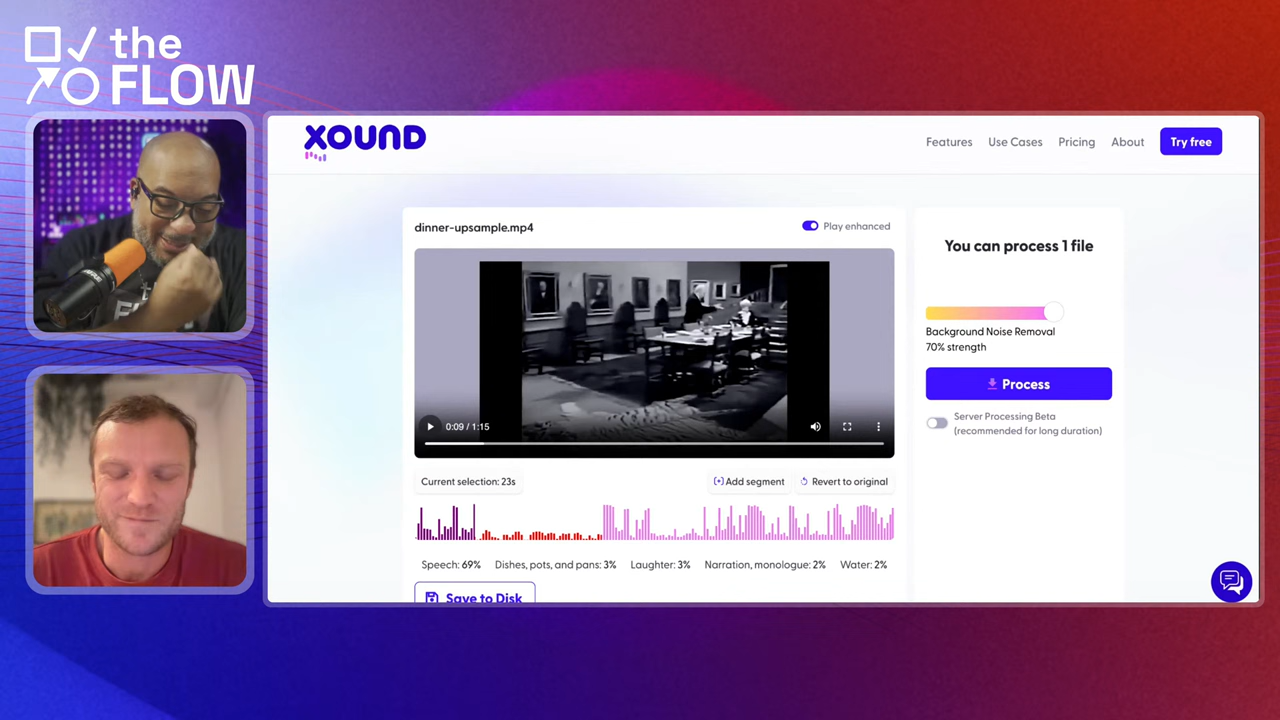 the
FLOW
XOUND
Features
Use Cases
Pricing
About
Try free
dinner-upsample.mp4
Play enhanced
0:09 / 1:15
Current selection: 23s
Add segment
Revert to original
Speech: 69%
Dishes, pots, and pans: 3%
Laughter: 3%
Narration, monologue: 2%
Water: 2%
Save to Disk
You can process 1 file
Background Noise Removal
70% strength
Process
Server Processing Beta
(recommended for long duration)